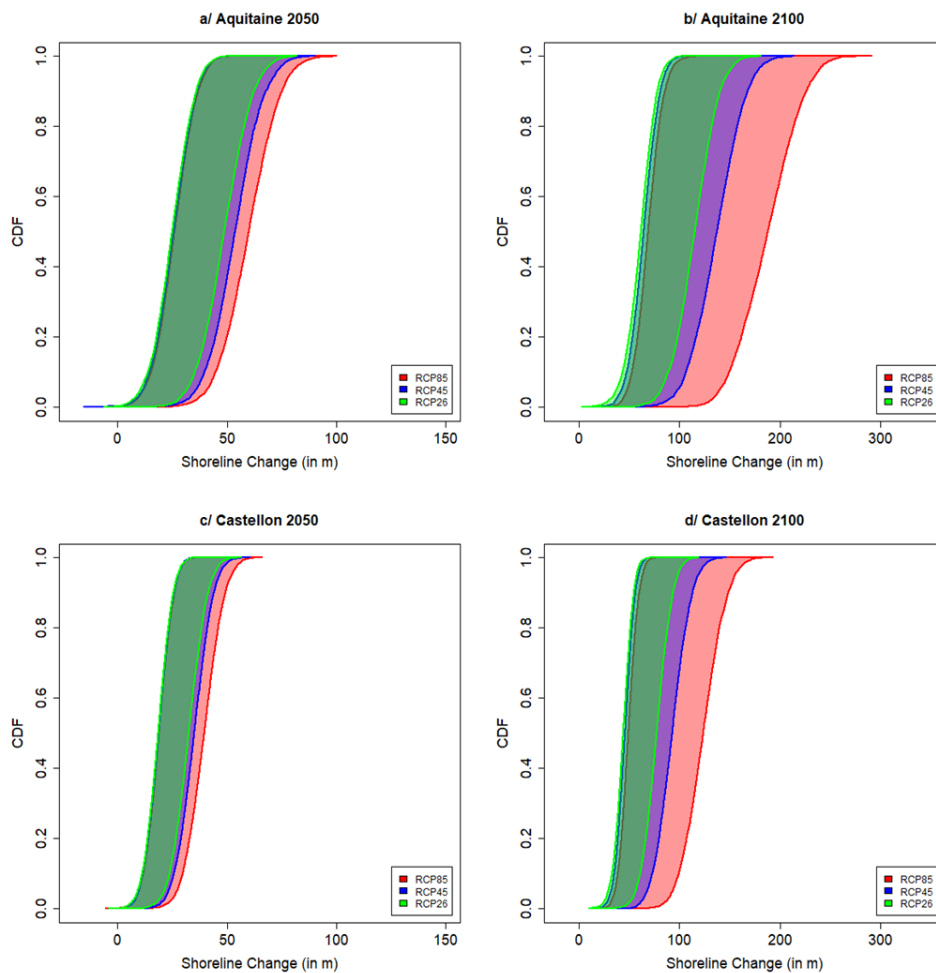 a/ Aquitaine 2050
CDF
1.0
0.8
0.6
0.4
0.2
0.0
RCP85
RCP45
RCP26
0 50 100 150
Shoreline Change (in m)
b/ Aquitaine 2100
CDF
1.0
0.8
0.6
0.4
0.2
0.0
RCP85
RCP45
RCP26
0 100 200 300
Shoreline Change (in m)
c/ Castellon 2050
CDF
1.0
0.8
0.6
0.4
0.2
0.0
RCP85
RCP45
RCP26
0 50 100 150
Shoreline Change (in m)
d/ Castellon 2100
CDF
1.0
0.8
0.6
0.4
0.2
0.0
RCP85
RCP45
RCP26
0 100 200 300
Shoreline Change (in m)